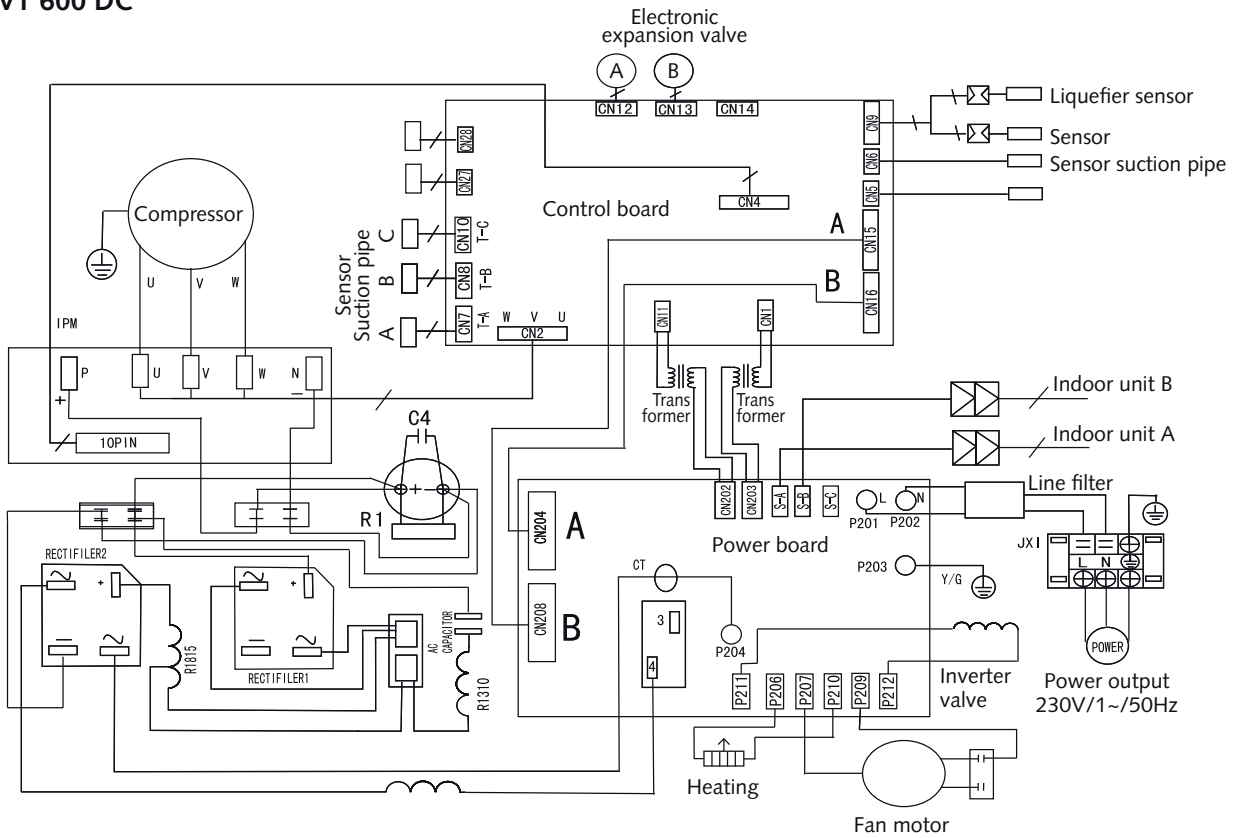 VT 600 DC
Electronic
expansion valve
A
B
CN12
CN13
CN14
CN9
Liquefier sensor
Sensor
CN6
Sensor suction pipe
CN5
CN28
CN27
CN4
Control board
Compressor
CN10
T-C
C
CN8
T-B
B
CN7
T-A
A
Sensor
Suction pipe
A
CN15
B
CN16
U
V
W
W V U
CN2
CN11
CN1
IPM
P
+
U
V
W
N
−
10PIN
Trans
former
Trans
former
C4
+
−
R1
Indoor unit B
Indoor unit A
Line filter
CN202
CN203
S-A
S-B
S-C
L
N
P201
P202
Power board
CN204
A
CN208
B
P203
Y/G
JX1
L N
POWER
Power output
230V/1~/50Hz
RECTIFILER2
+
RECTIFILER1
+
R1815
AC
CAPACITOR
R1310
CT
3
4
P204
P211
P206
P207
P210
P209
P212
Inverter
valve
Heating
Fan motor